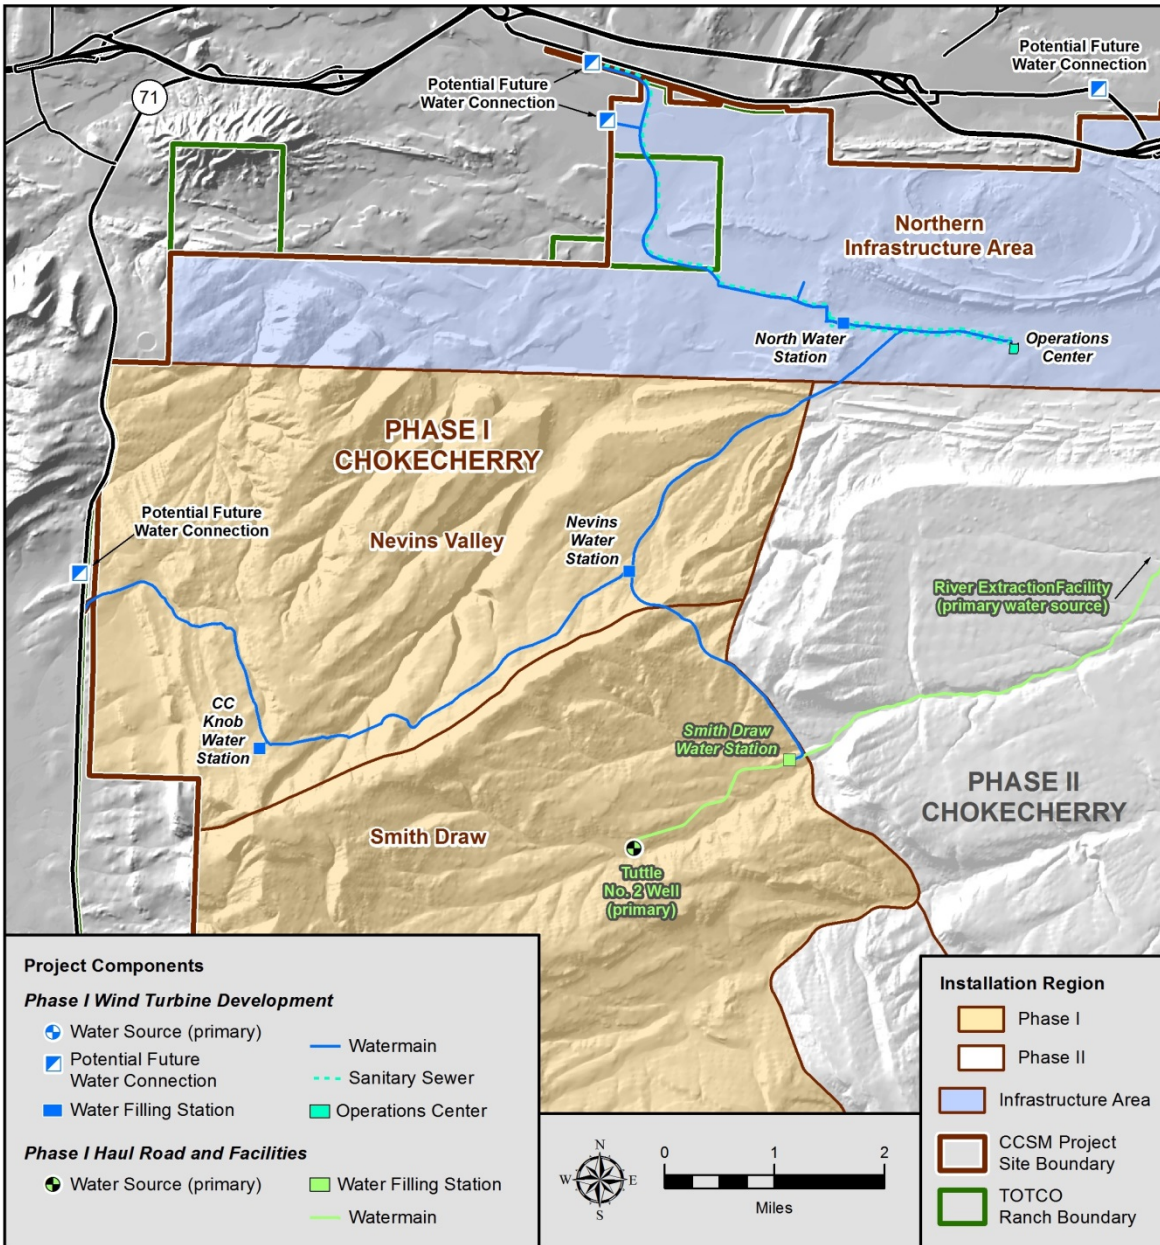 Potential Future
Water Connection
71
Potential Future
Water Connection
Northern
Infrastructure Area
North Water
Station
Operations
Center
PHASE I
CHOKECHERRY
Potential Future
Water Connection
Nevins Valley
Nevins
Water
Station
River ExtractionFacility
(primary water source)
CC
Knob
Water
Station
Smith Draw
Water Station
PHASE II
CHOKECHERRY
Smith Draw
Tuttle
No. 2 Well
(primary)
Project Components
Phase I Wind Turbine Development
Water Source (primary)
Potential Future
Water Connection
Water Filling Station
Watermain
Sanitary Sewer
Operations Center
Phase I Haul Road and Facilities
Water Source (primary)
Water Filling Station
Watermain
N
W E
S
0 1 2
Miles
Installation Region
Phase I
Phase II
Infrastructure Area
CCSM Project
Site Boundary
TOTCO
Ranch Boundary